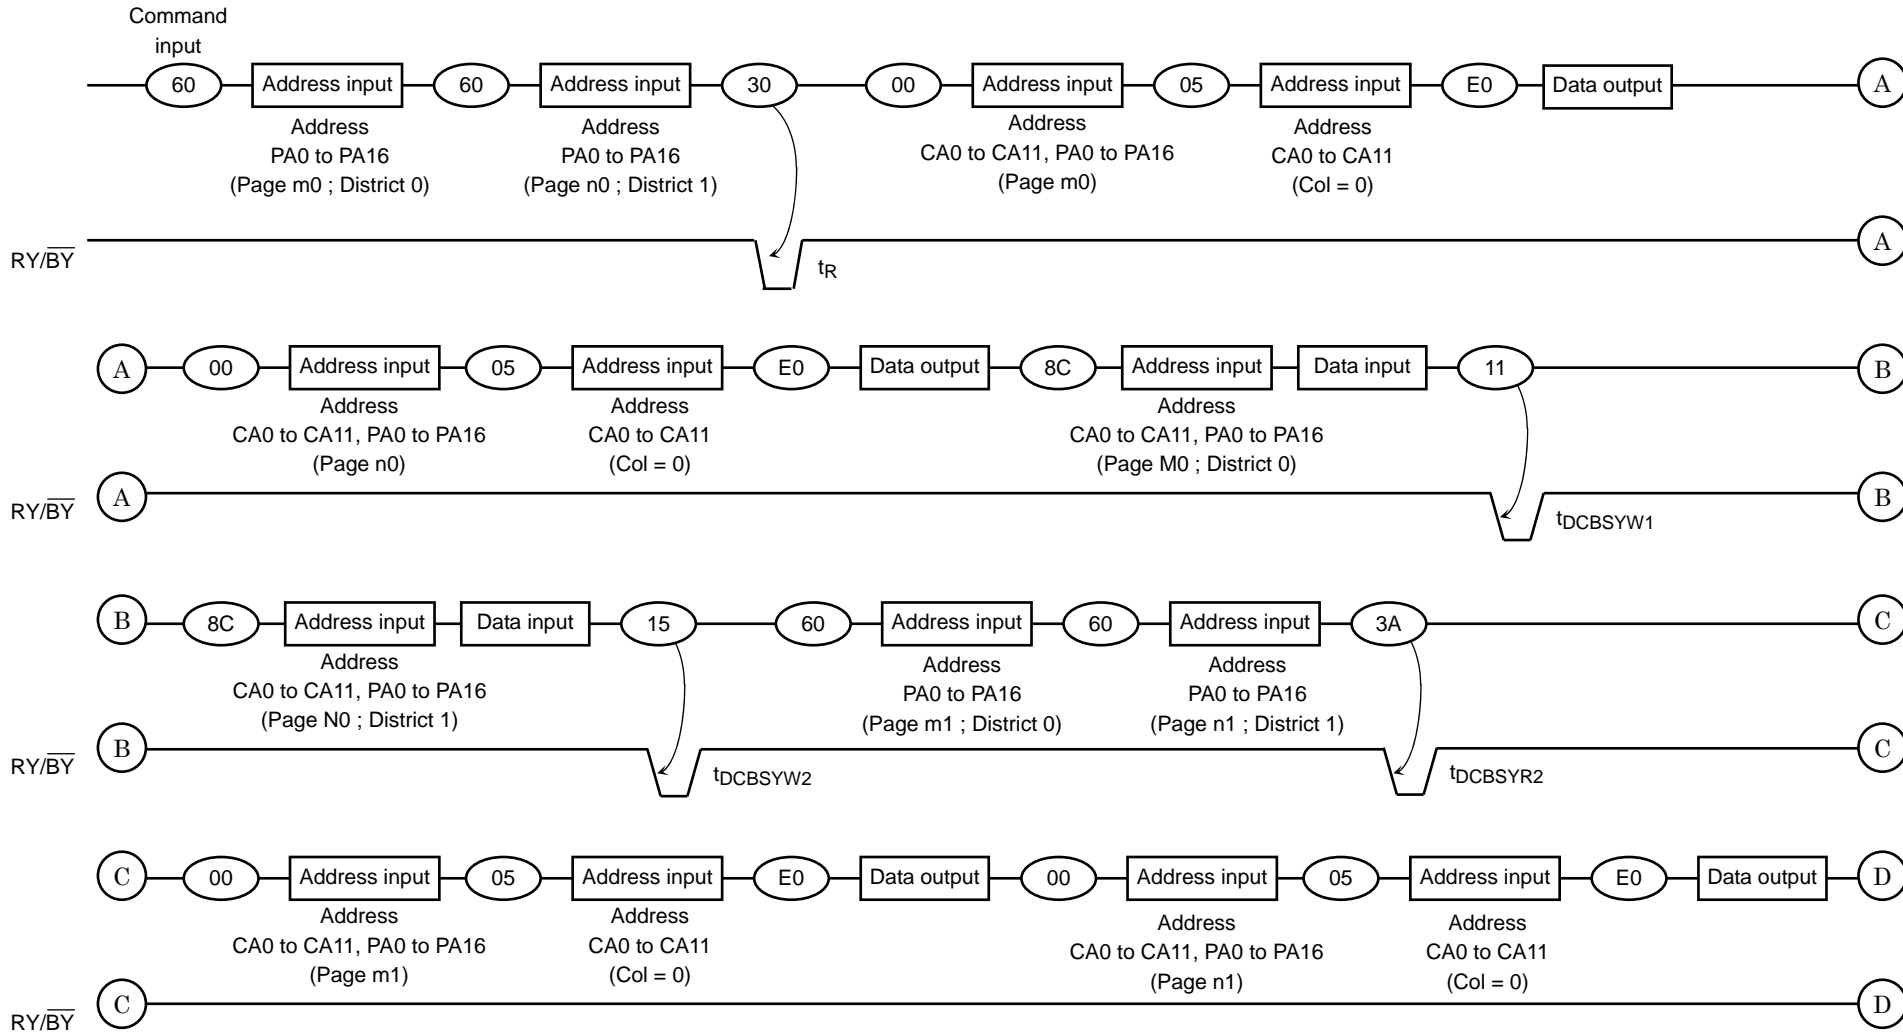 Command
input
60 Address input 60 Address input 30 00 Address input 05 Address input E0 Data output A
Address
PA0 to PA16
(Page m0 ; District 0)
Address
PA0 to PA16
(Page n0 ; District 1)
Address
CA0 to CA11, PA0 to PA16
(Page m0)
Address
CA0 to CA11
(Col = 0)
RY/BY A
tR
A 00 Address input 05 Address input E0 Data output 8C Address input Data input 11 B
Address
CA0 to CA11, PA0 to PA16
(Page n0)
Address
CA0 to CA11
(Col = 0)
Address
CA0 to CA11, PA0 to PA16
(Page M0 ; District 0)
RY/BY A B
tDCBSYW1
B 8C Address input Data input 15 60 Address input 60 Address input 3A C
Address
CA0 to CA11, PA0 to PA16
(Page N0 ; District 1)
Address
PA0 to PA16
(Page m1 ; District 0)
Address
PA0 to PA16
(Page n1 ; District 1)
RY/BY B C
tDCBSYW2
tDCBSYR2
C 00 Address input 05 Address input E0 Data output 00 Address input 05 Address input E0 Data output D
Address
CA0 to CA11, PA0 to PA16
(Page m1)
Address
CA0 to CA11
(Col = 0)
Address
CA0 to CA11, PA0 to PA16
(Page n1)
Address
CA0 to CA11
(Col = 0)
RY/BY C D